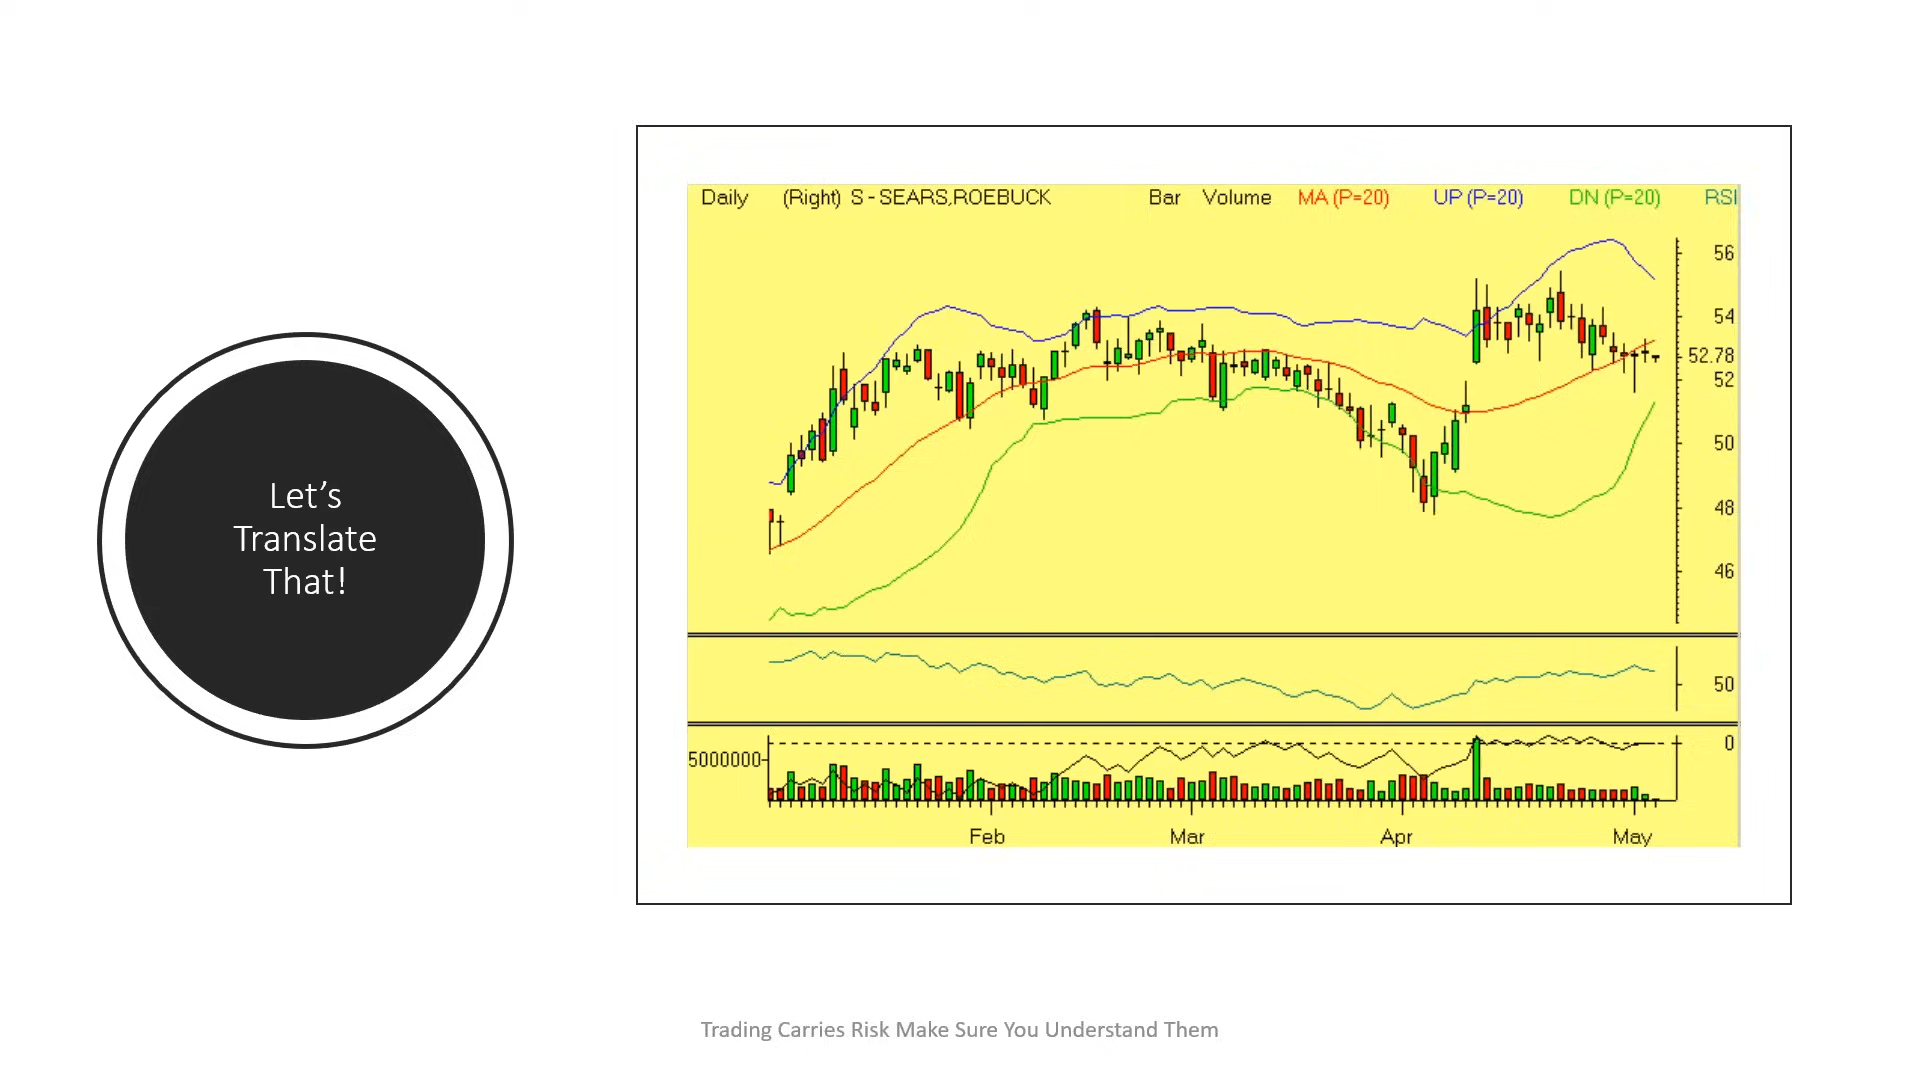 Let’s
Translate
That!
Daily (Right) S - SEARS,ROEBUCK Bar Volume MA (P=20) UP (P=20) DN (P=20) RSI
56
54
52.78
52
50
48
46
50
5000000
0
Feb Mar Apr May
Trading Carries Risk Make Sure You Understand Them